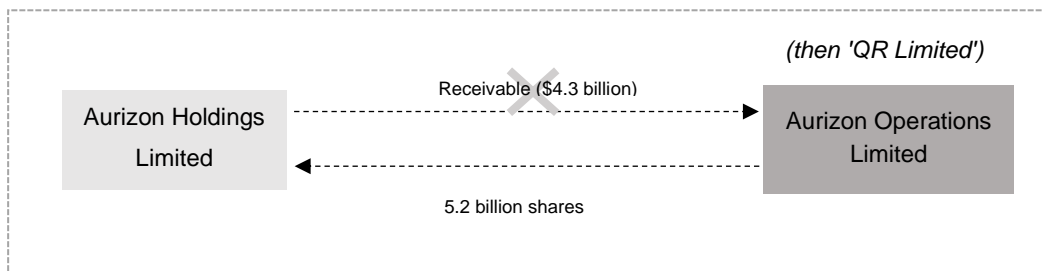 (then 'QR Limited')
Receivable ($4.3 billion)
Aurizon Holdings
Limited
Aurizon Operations
Limited
5.2 billion shares